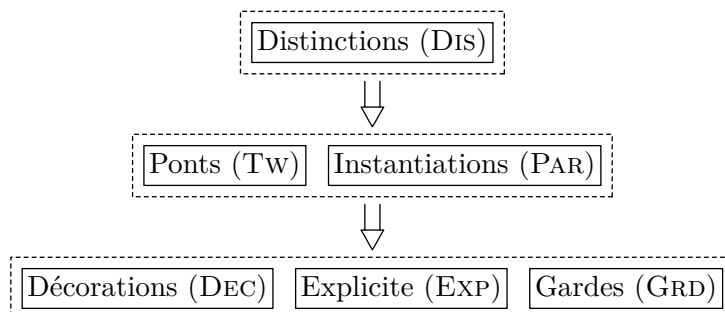 Distinctions (DIS)
Ponts (TW) Instantiations (PAR)
Décorations (DEC) Explicite (EXP) Gardes (GRD)